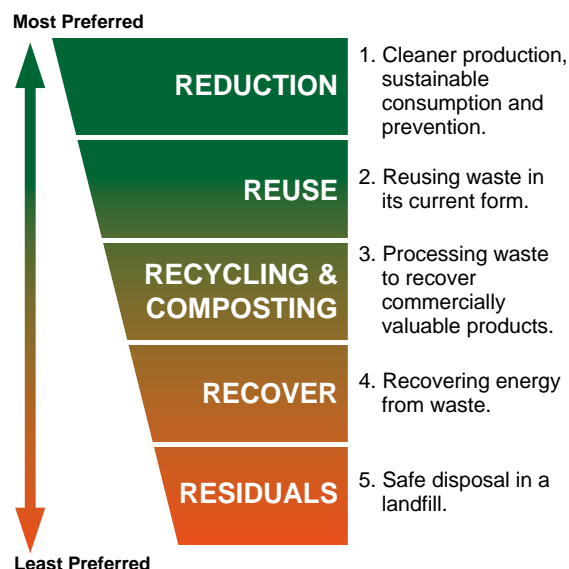 Most Preferred
REDUCTION
1. Cleaner production,
sustainable
consumption and
prevention.
REUSE
2. Reusing waste in
its current form.
RECYCLING &
COMPOSTING
3. Processing waste
to recover
commercially
valuable products.
RECOVER
4. Recovering energy
from waste.
RESIDUALS
5. Safe disposal in a
landfill.
Least Preferred